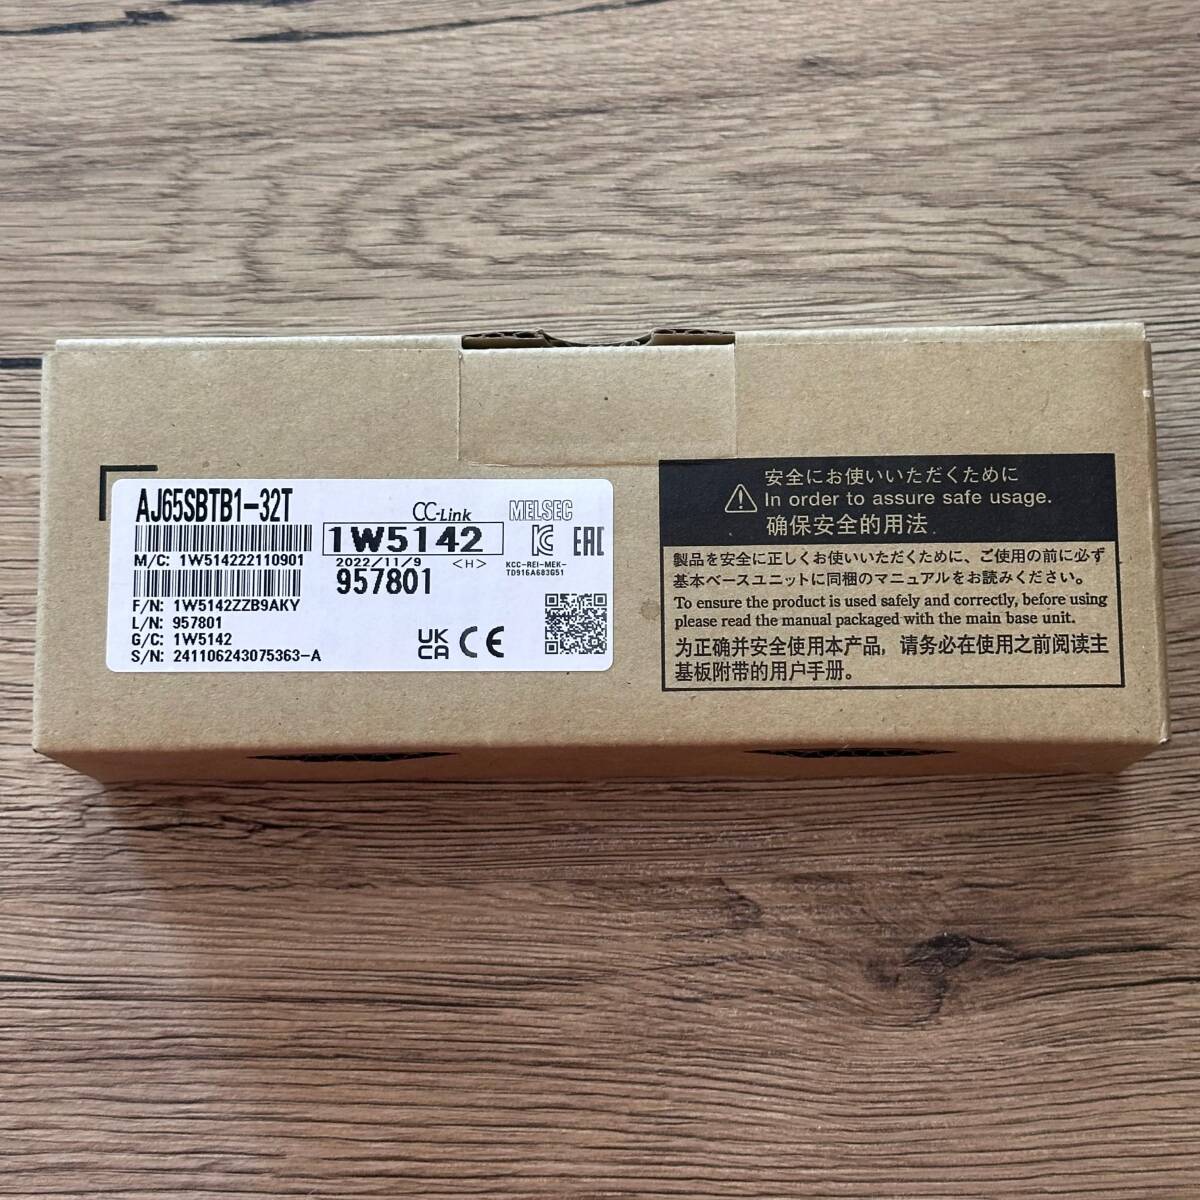 AJ65SBTB1-32T
CC-Link
MELSEC
1W5142
M/C: 1W514222110901
2022/11/9 <H>
957801
KCC-REI-MEK-
TD916A683G51
EAC
F/N: 1W5142ZZB9AKY
L/N: 957801
G/C: 1W5142
S/N: 241106243075363-A
UK
CA
CE
安全にお使いいただくために
In order to assure safe usage.
确保安全的用法
製品を安全に正しくお使いいただくために、ご使用の前に必ず
基本ベースユニットに同梱のマニュアルをお読みください。
To ensure the product is used safely and correctly, before using
please read the manual packaged with the main base unit.
为正确并安全使用本产品，请务必在使用之前阅读主
基板附带的用户手册。